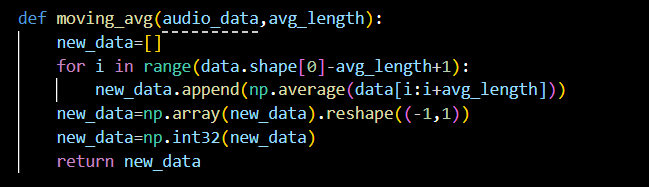 def moving_avg(audio_data,avg_length):
    new_data=[]
    for i in range(data.shape[0]-avg_length+1):
        new_data.append(np.average(data[i:i+avg_length]))
    new_data=np.array(new_data).reshape((-1,1))
    new_data=np.int32(new_data)
    return new_data